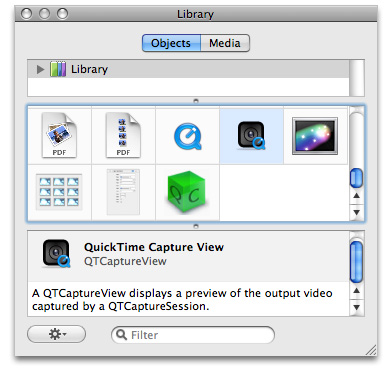 Library
Objects
Media
Library
PDF
PDF
Q C
QuickTime Capture View
QTCaptureView
A QTCaptureView displays a preview of the output video
captured by a QTCaptureSession.
Filter